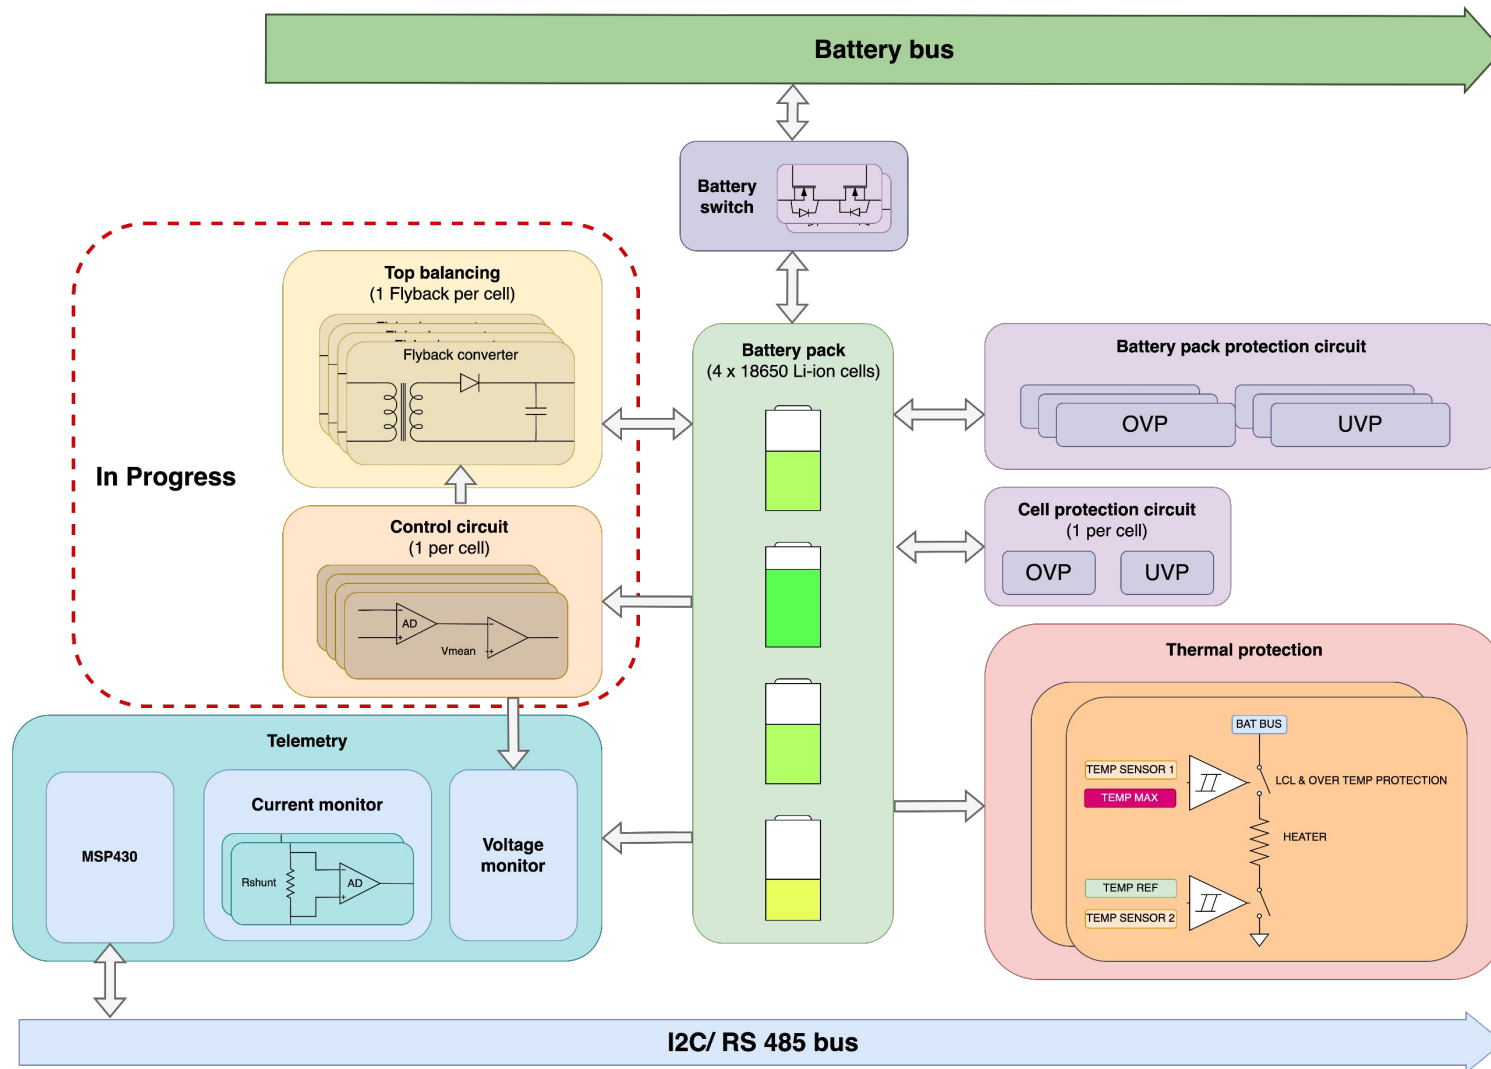 Battery bus
Battery
switch
Top balancing
(1 Flyback per cell)
Flyback converter
In Progress
Control circuit
(1 per cell)
AD
Vmean
Battery pack
(4 x 18650 Li-ion cells)
Battery pack protection circuit
OVP
UVP
Cell protection circuit
(1 per cell)
OVP
UVP
Thermal protection
BAT BUS
TEMP SENSOR 1
TEMP MAX
LCL & OVER TEMP PROTECTION
HEATER
TEMP REF
TEMP SENSOR 2
Telemetry
MSP430
Current monitor
Rshunt
AD
Voltage
monitor
I2C/ RS 485 bus